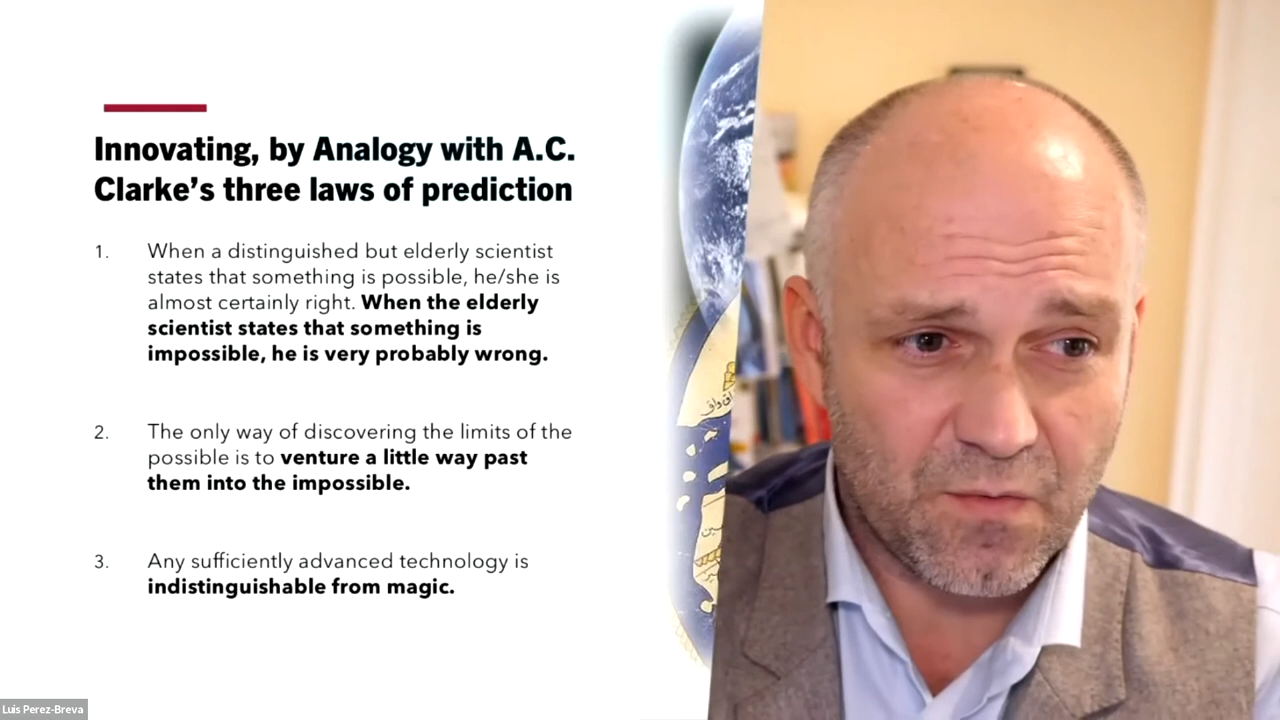 Innovating, by Analogy with A.C.
Clarke's three laws of prediction
1. When a distinguished but elderly scientist
states that something is possible, he/she is
almost certainly right. When the elderly
scientist states that something is
impossible, he is very probably wrong.
2. The only way of discovering the limits of the
possible is to venture a little way past
them into the impossible.
3. Any sufficiently advanced technology is
indistinguishable from magic.
Luis Perez-Breva